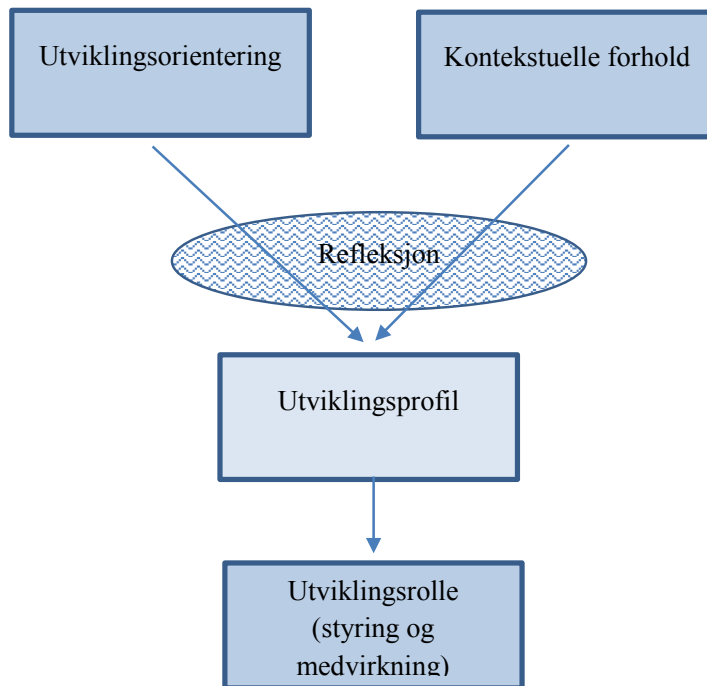 Utviklingsorientering
Kontekstuelle forhold
Refleksjon
Utviklingsprofil
Utviklingsrolle
(styring og
medvirkning)